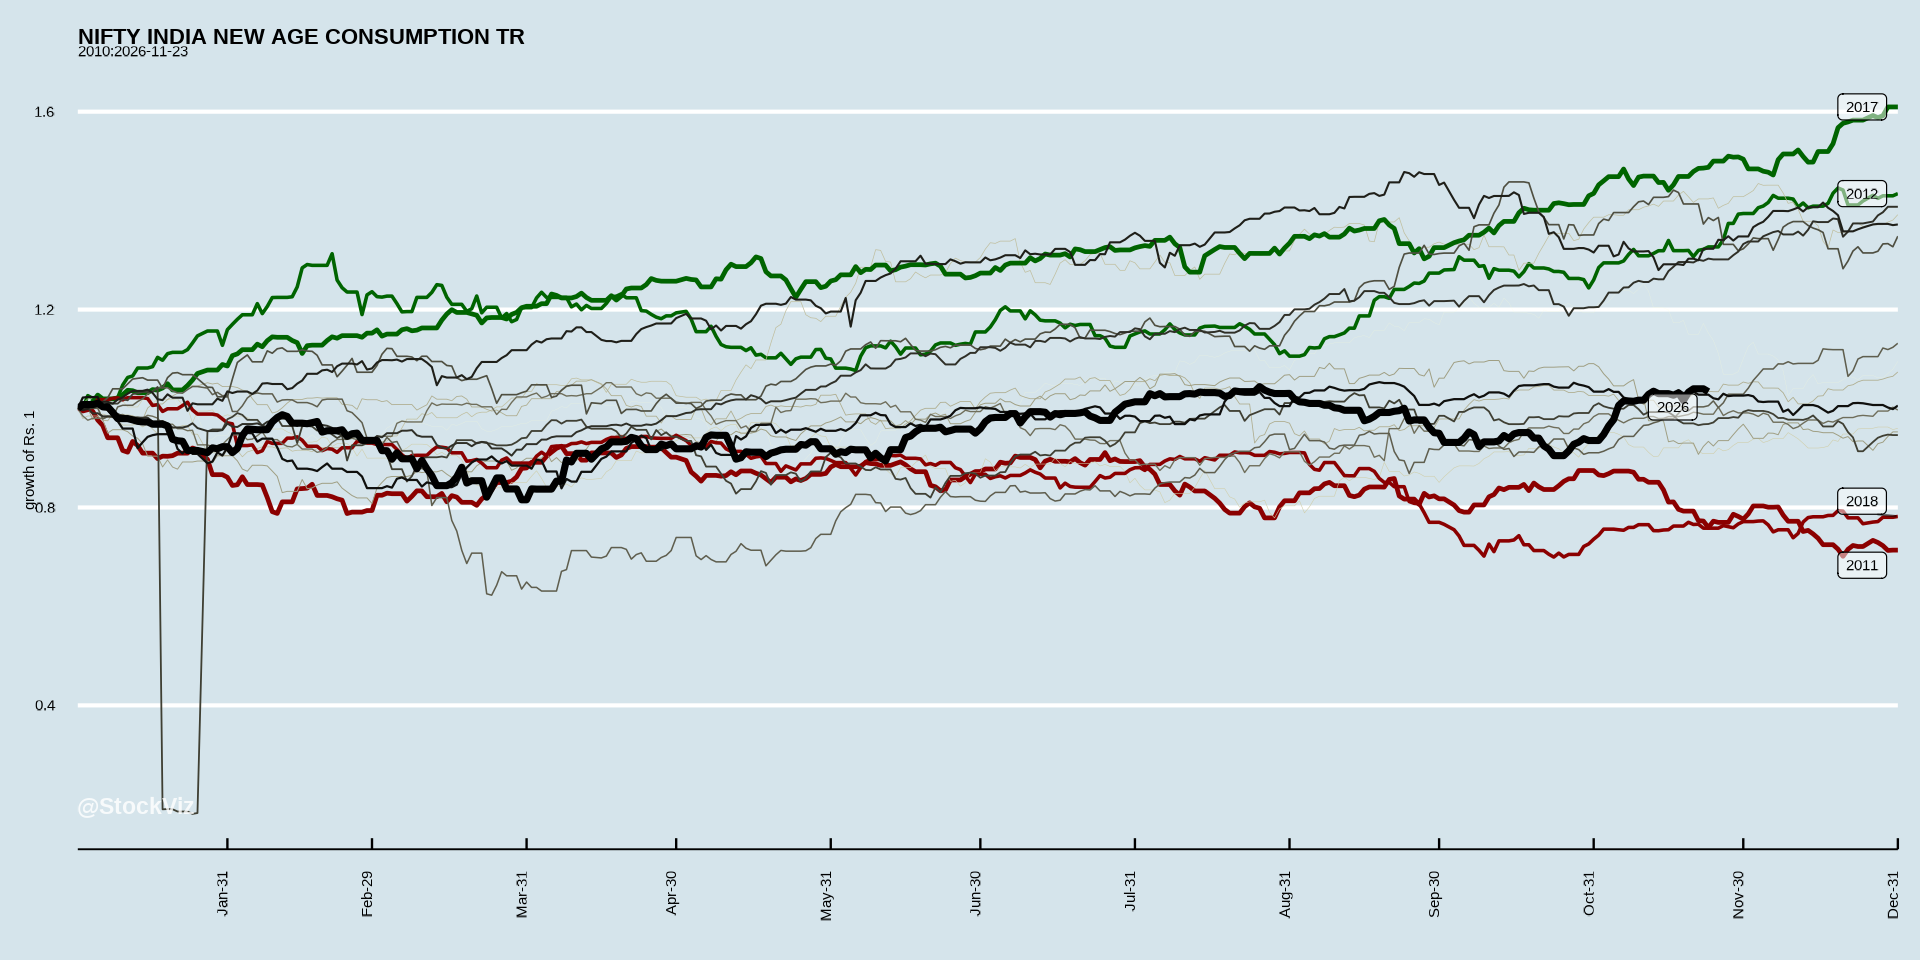 NIFTY INDIA NEW AGE CONSUMPTION TR
2010:2026-11-23
growth of Rs. 1
1.6
1.2
0.8
0.4
2017
2012
2026
2018
2011
@StockViz
Jan-31
Feb-29
Mar-31
Apr-30
May-31
Jun-30
Jul-31
Aug-31
Sep-30
Oct-31
Nov-30
Dec-31